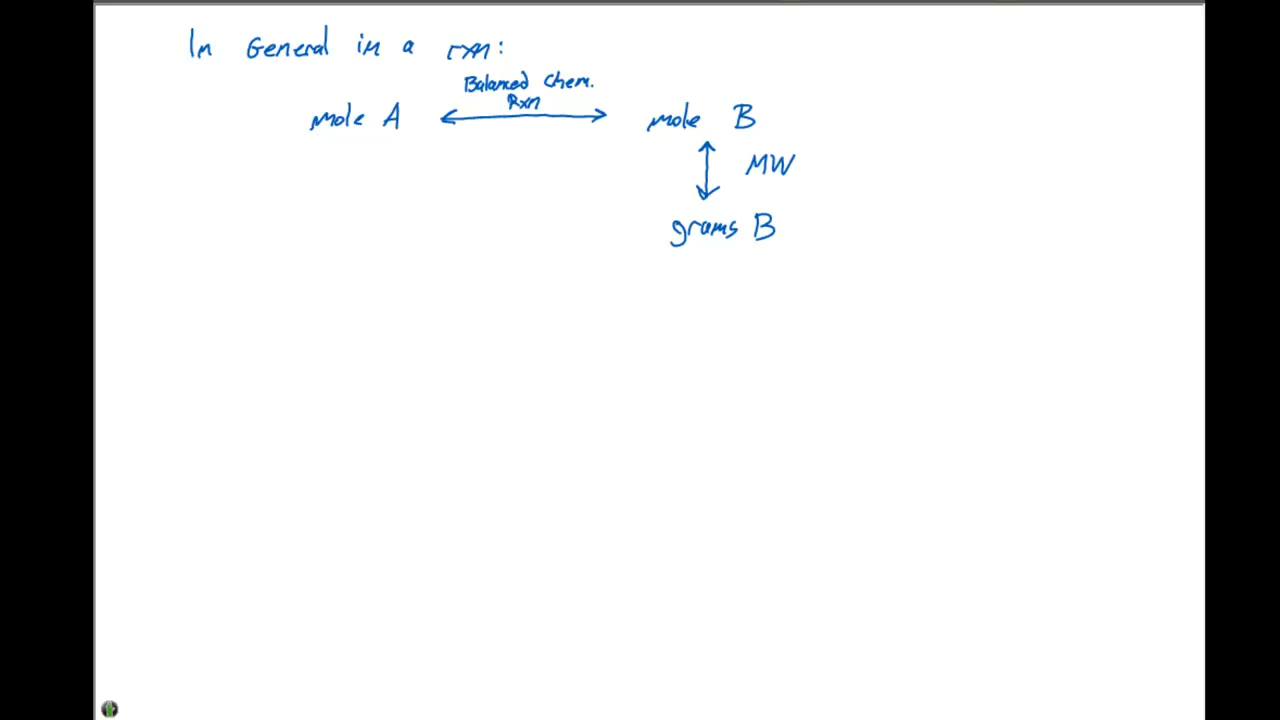 In General in a rxn:
Balanced Chem.
Rxn
mole A mole B
MW
grams B